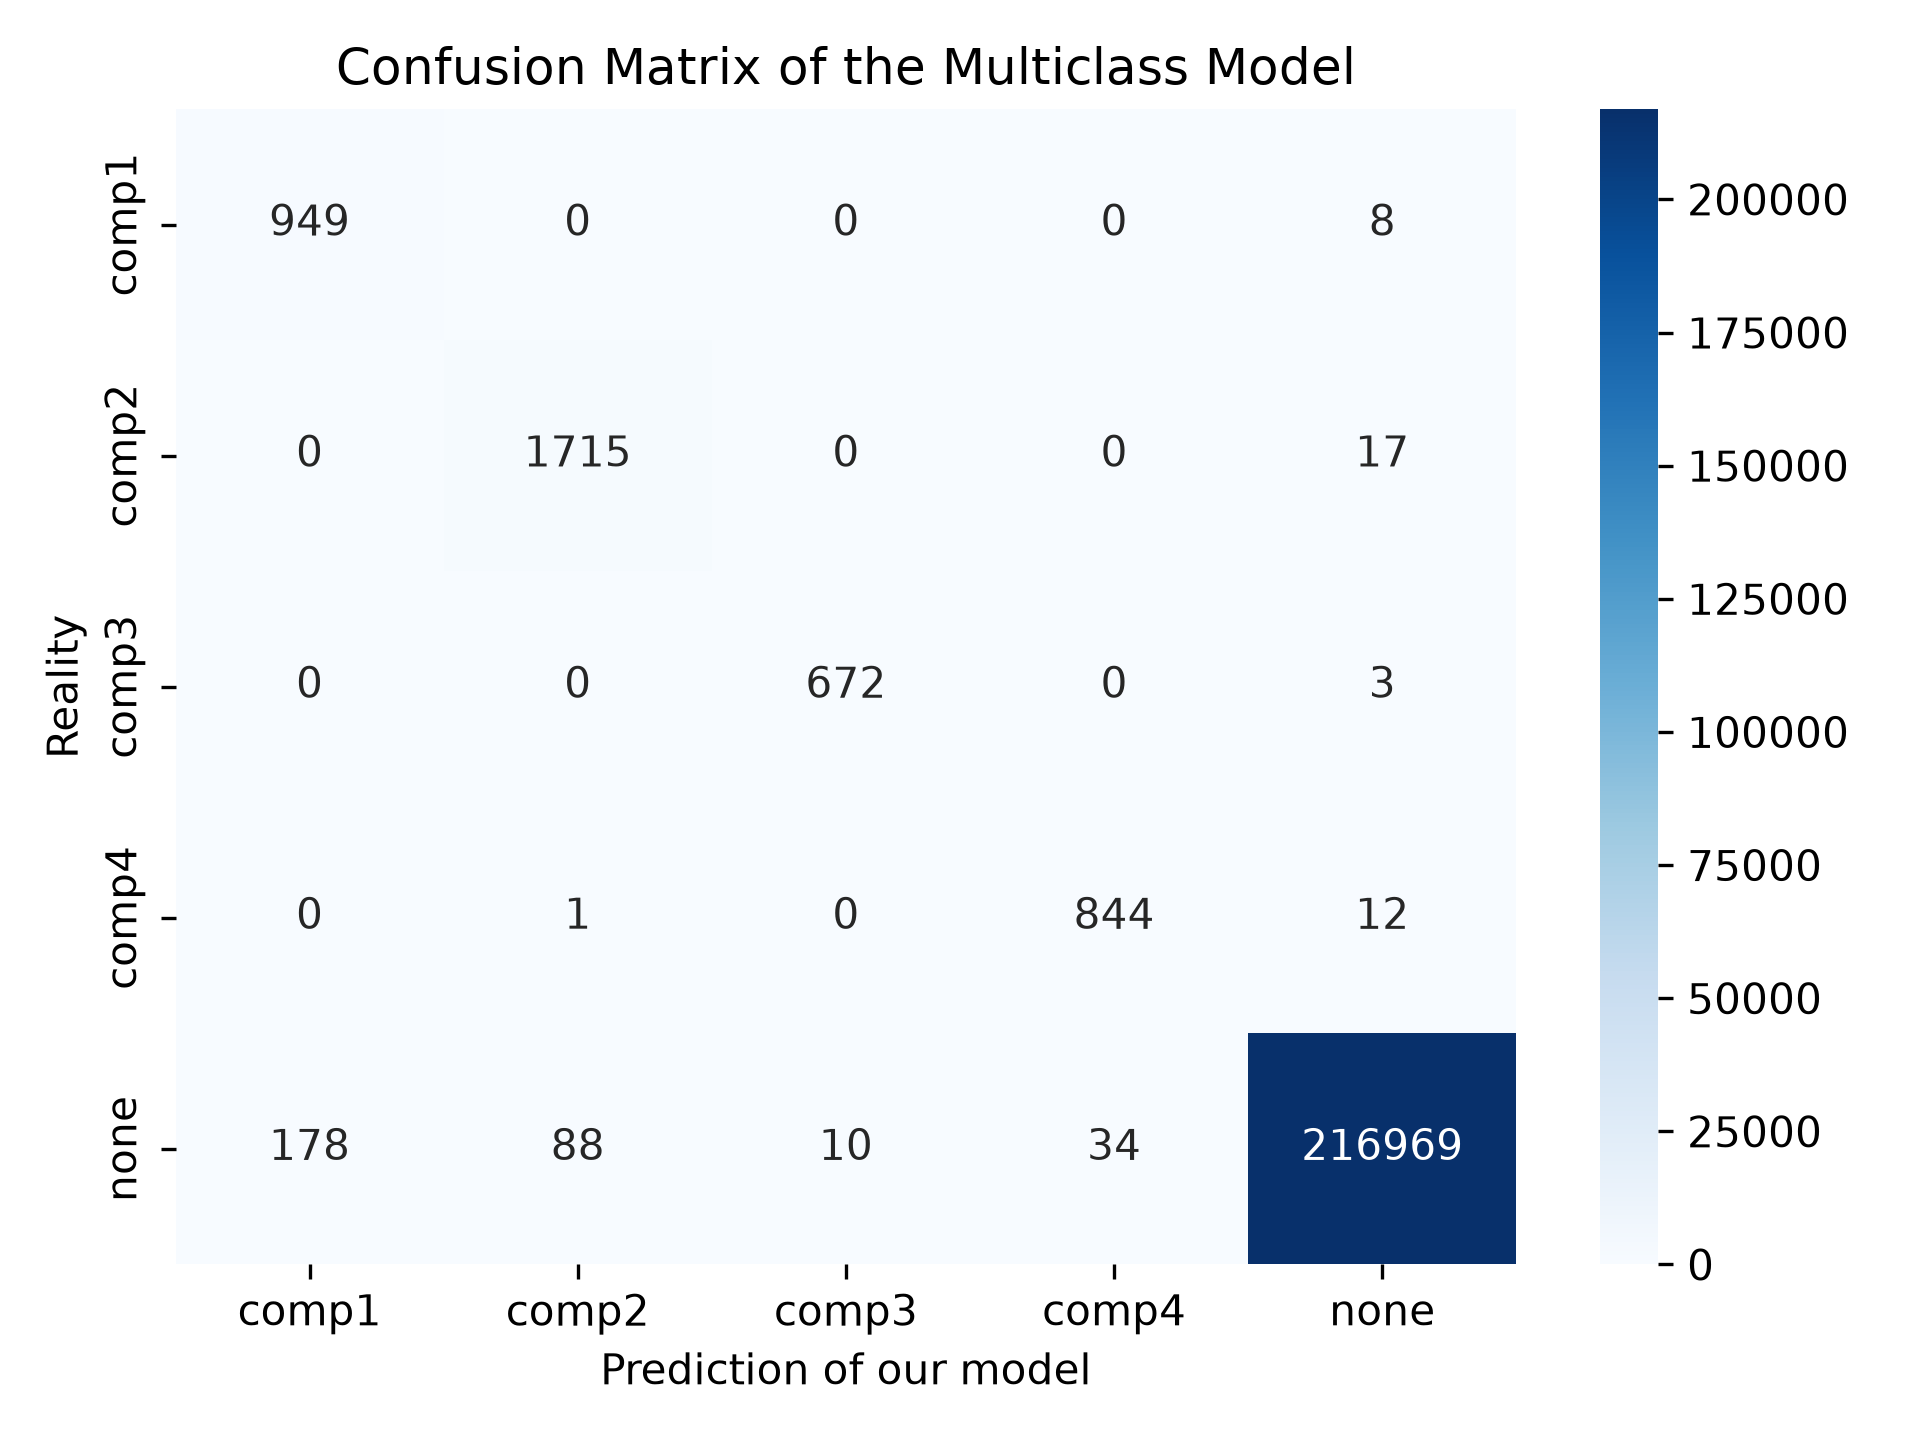 Confusion Matrix of the Multiclass Model
Reality
comp1
949 0 0 0 8
comp2
0 1715 0 0 17
comp3
0 0 672 0 3
comp4
0 1 0 844 12
none
178 88 10 34 216969
comp1 comp2 comp3 comp4 none
Prediction of our model
200000
175000
150000
125000
100000
75000
50000
25000
0